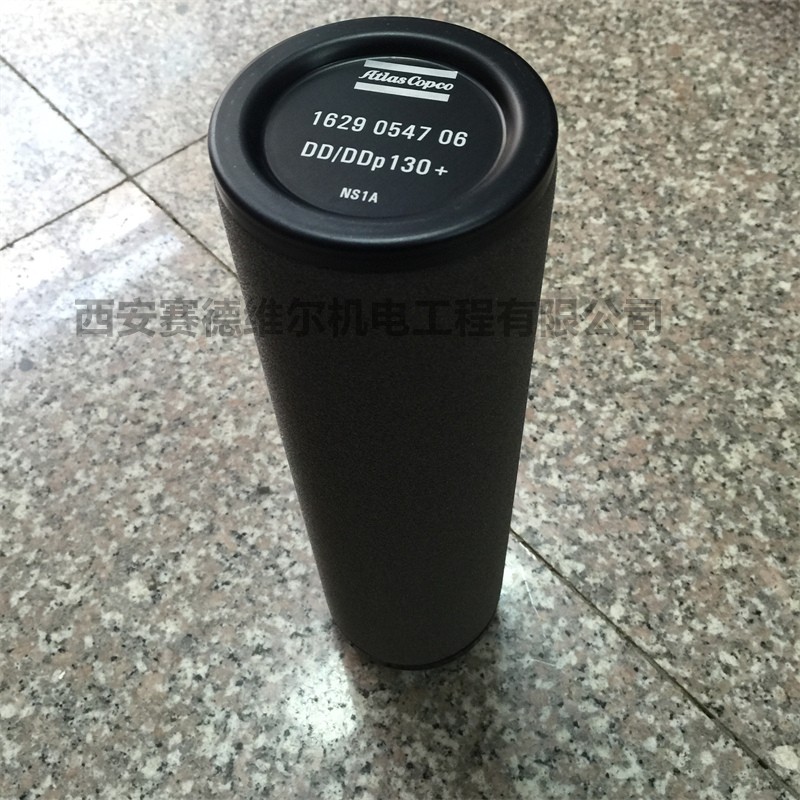 Atlas Copco
1629 0547 06
DD/DDp130+
NS1A
西安赛德维尔机电工程有限公司